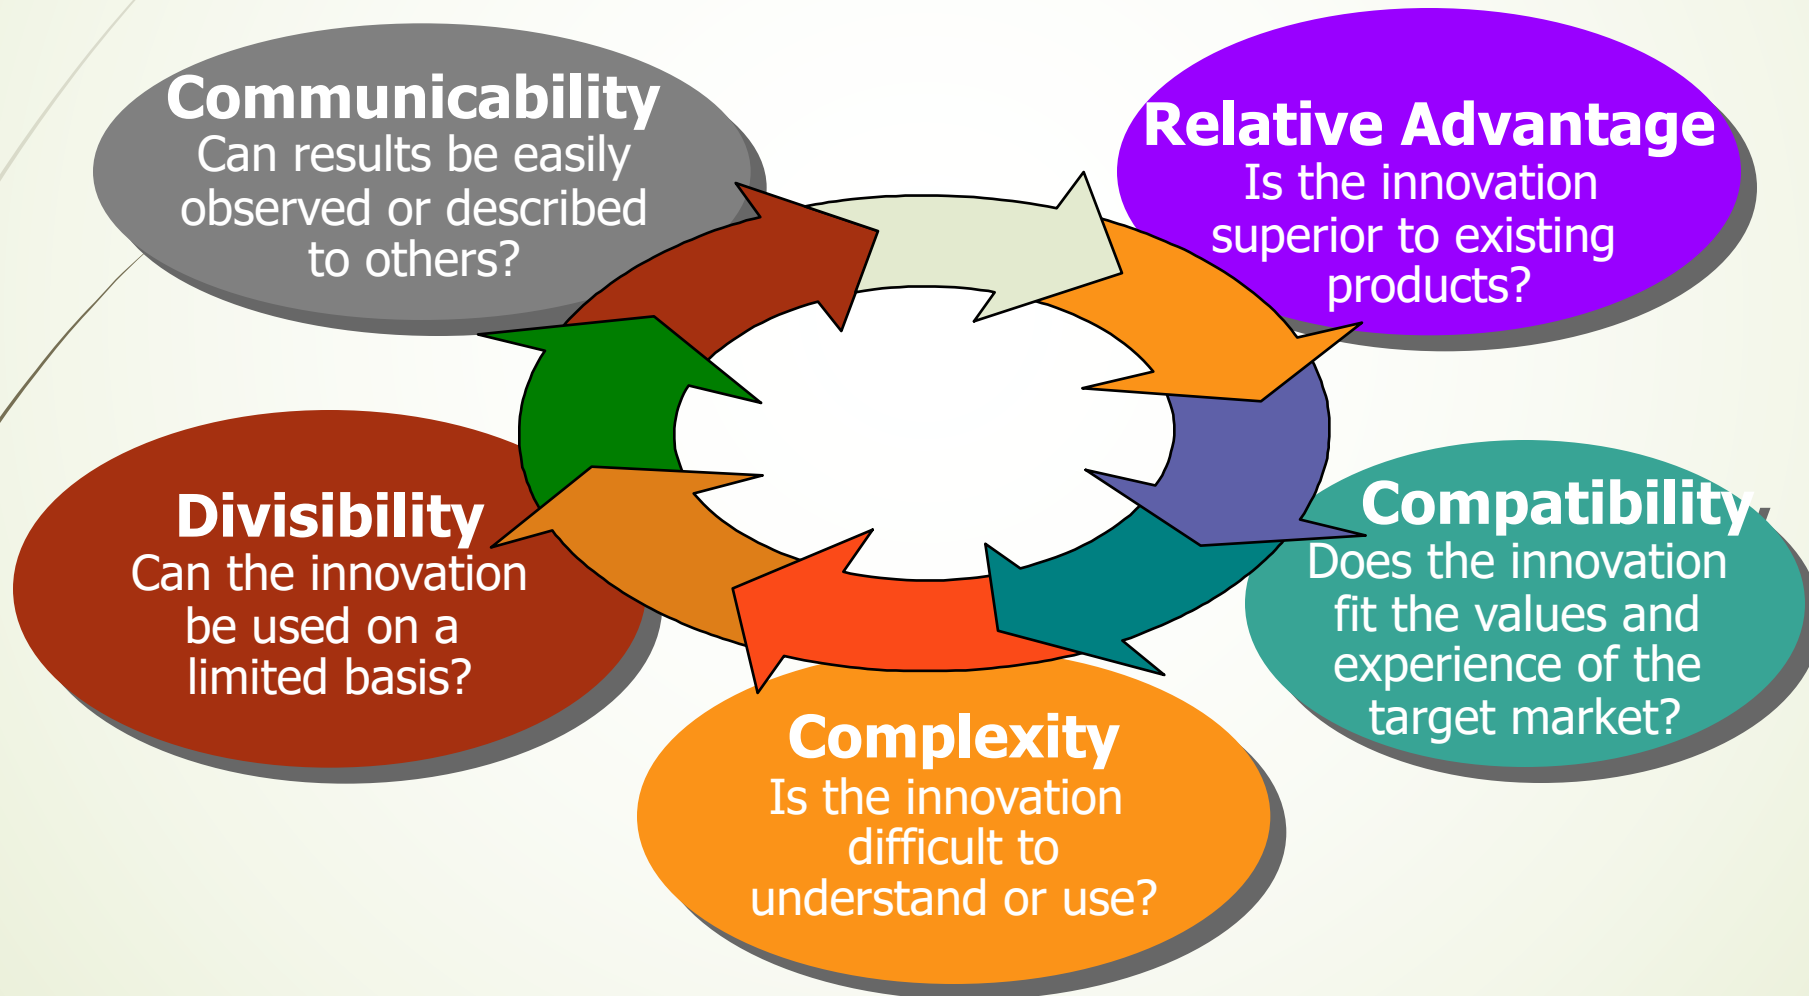 Communicability
Can results be easily
observed or described
to others?
Relative Advantage
Is the innovation
superior to existing
products?
Divisibility
Can the innovation
be used on a
limited basis?
Compatibility
Does the innovation
fit the values and
experience of the
target market?
Complexity
Is the innovation
difficult to
understand or use?